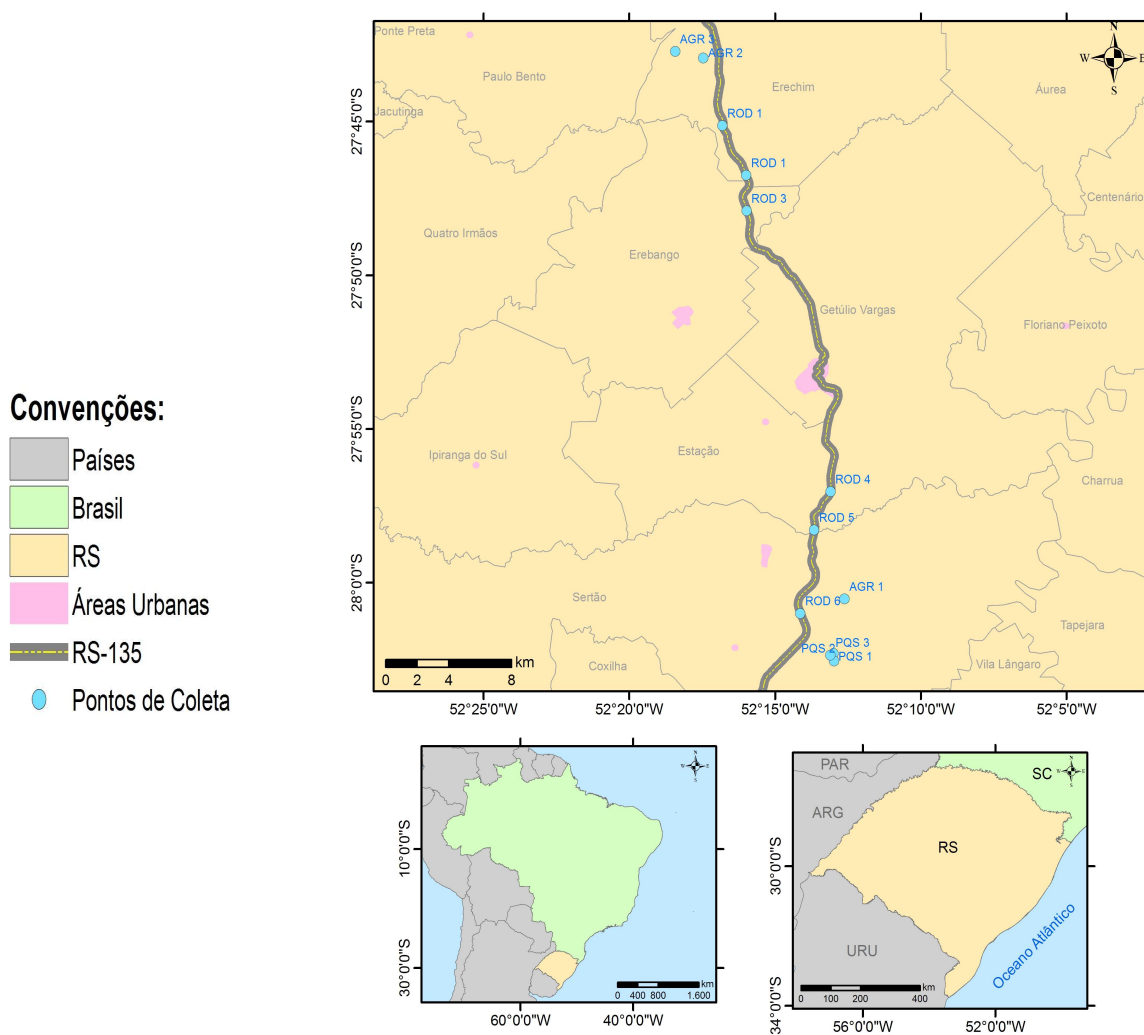 N
W
E
S
Ponte Preta
AGR 3
AGR 2
Paulo Bento
Erechim
Áurea
Jacutinga
ROD 1
ROD 1
ROD 3
Centenário
Quatro Irmãos
Erebango
Getúlio Vargas
Floriano Peixoto
Ipiranga do Sul
Estação
Charrua
ROD 4
ROD 5
AGR 1
Sertão
ROD 6
Tapejara
PQS 3
PQS 2
PQS 1
Coxilha
Vila Lângaro
km
0 2 4 8
27°45'0"S
27°50'0"S
27°55'0"S
28°0'0"S
52°25'0"W
52°20'0"W
52°15'0"W
52°10'0"W
52°5'0"W
Convenções:
Países
Brasil
RS
Áreas Urbanas
RS-135
Pontos de Coleta
N
W
E
S
10°0'0"S
30°0'0"S
km
0 400 800 1.600
60°0'0"W
40°0'0"W
PAR
SC
N
W
E
S
ARG
RS
URU
Oceano Atlântico
30°0'0"S
34°0'0"S
km
0 100 200 400
56°0'0"W
52°0'0"W